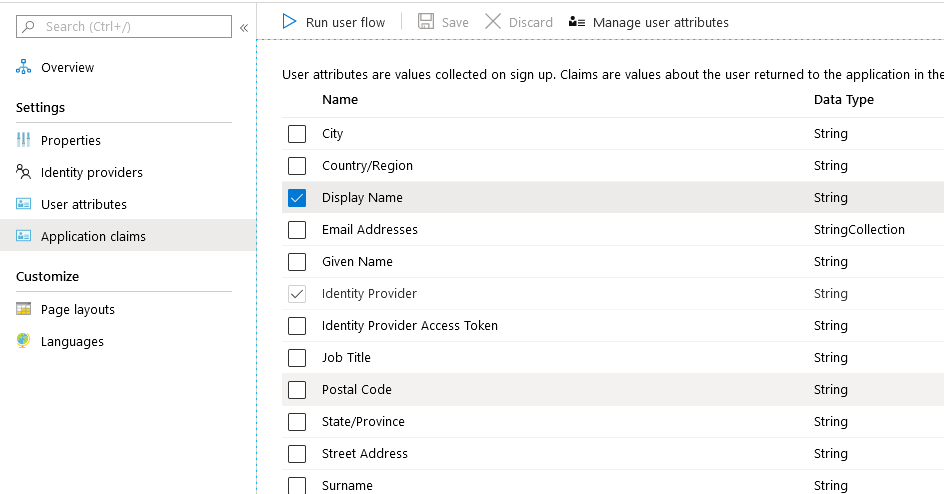 Search (Ctrl+/)
«
Overview
Settings
Properties
Identity providers
User attributes
Application claims
Customize
Page layouts
Languages
Run user flow
Save
Discard
Manage user attributes
User attributes are values collected on sign up. Claims are values about the user returned to the application in the
Name Data Type
City String
Country/Region String
Display Name String
Email Addresses StringCollection
Given Name String
Identity Provider String
Identity Provider Access Token String
Job Title String
Postal Code String
State/Province String
Street Address String
Surname String